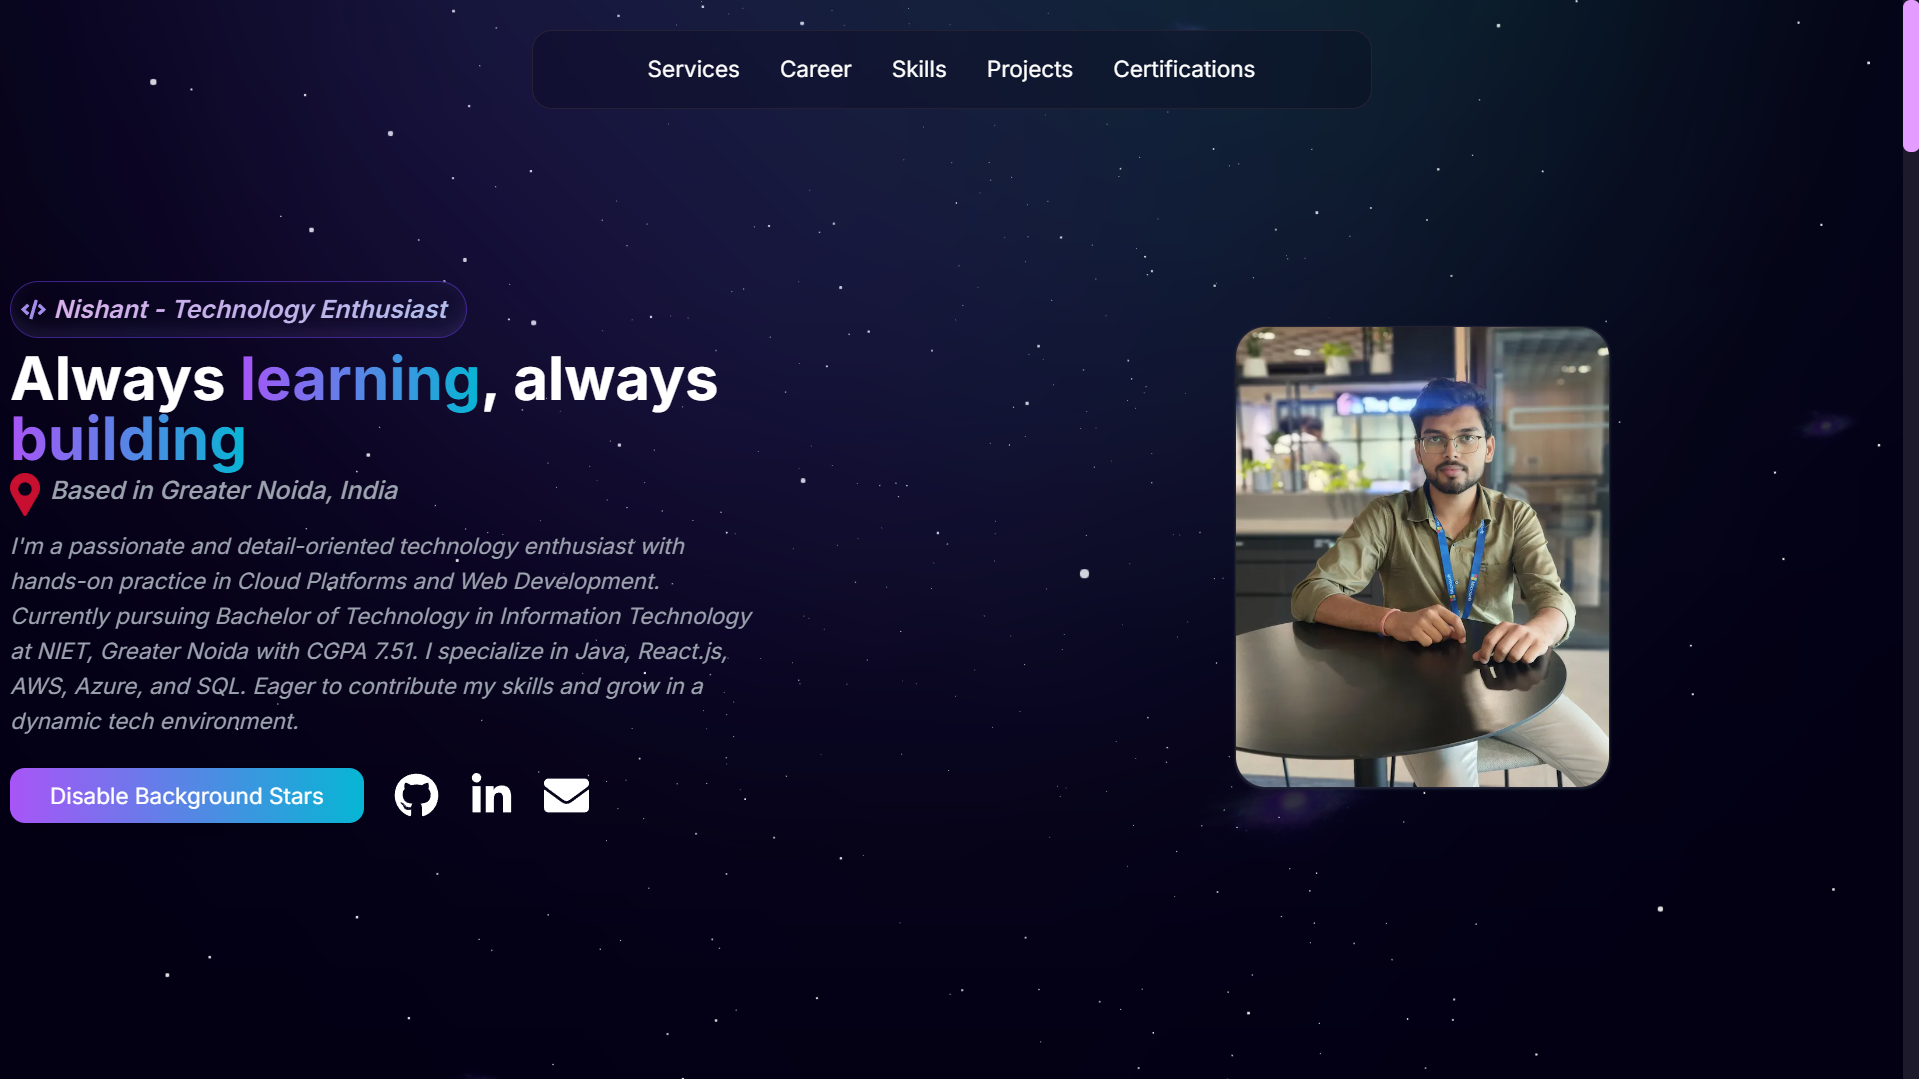 Services Career Skills Projects Certifications
Nishant - Technology Enthusiast
Always learning, always
building
Based in Greater Noida, India
I'm a passionate and detail-oriented technology enthusiast with
hands-on practice in Cloud Platforms and Web Development.
Currently pursuing Bachelor of Technology in Information Technology
at NIET, Greater Noida with CGPA 7.51. I specialize in Java, React.js,
AWS, Azure, and SQL. Eager to contribute my skills and grow in a
dynamic tech environment.
Disable Background Stars